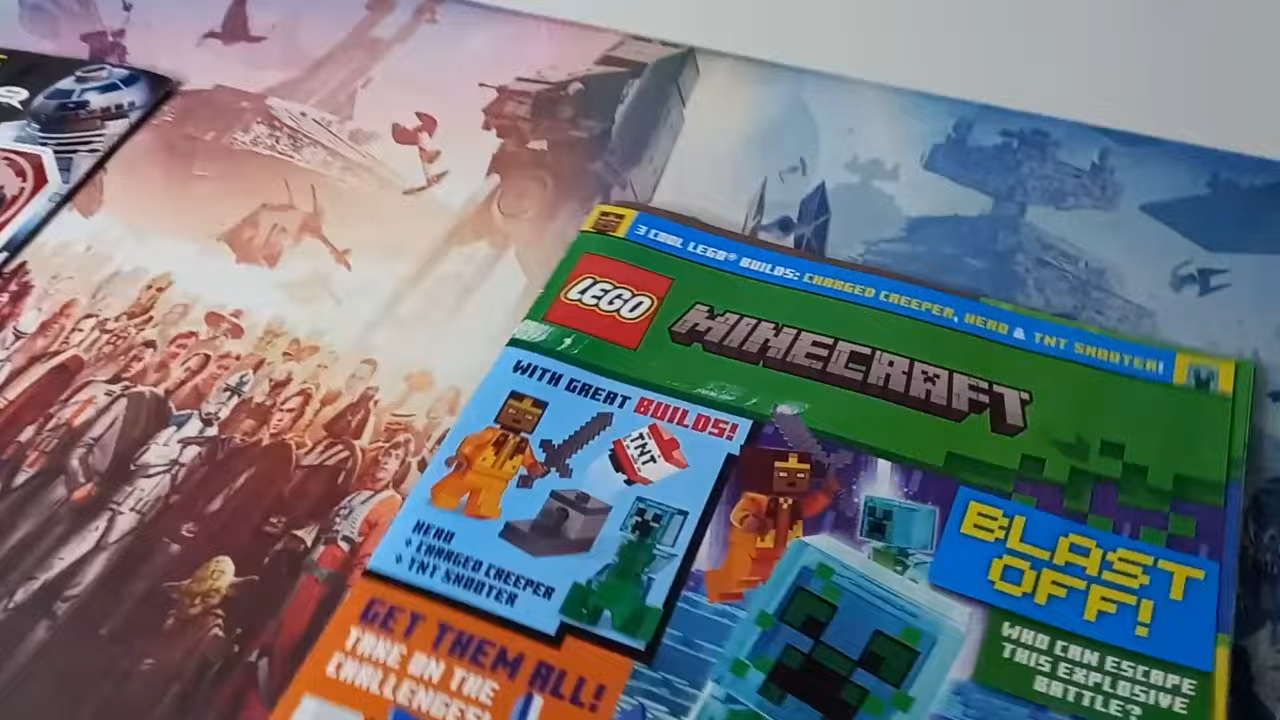 3 COOL LEGO® BUILDS: CHARGED CREEPER, HERO & TNT SHOOTER!
LEGO
MINECRAFT
WITH GREAT BUILDS!
TNT
HERO
+ CHARGED CREEPER
+ TNT SHOOTER
BLAST
OFF!
WHO CAN ESCAPE
THIS EXPLOSIVE
BATTLE?
GET THEM ALL!
TAKE ON THE
CHALLENGES!